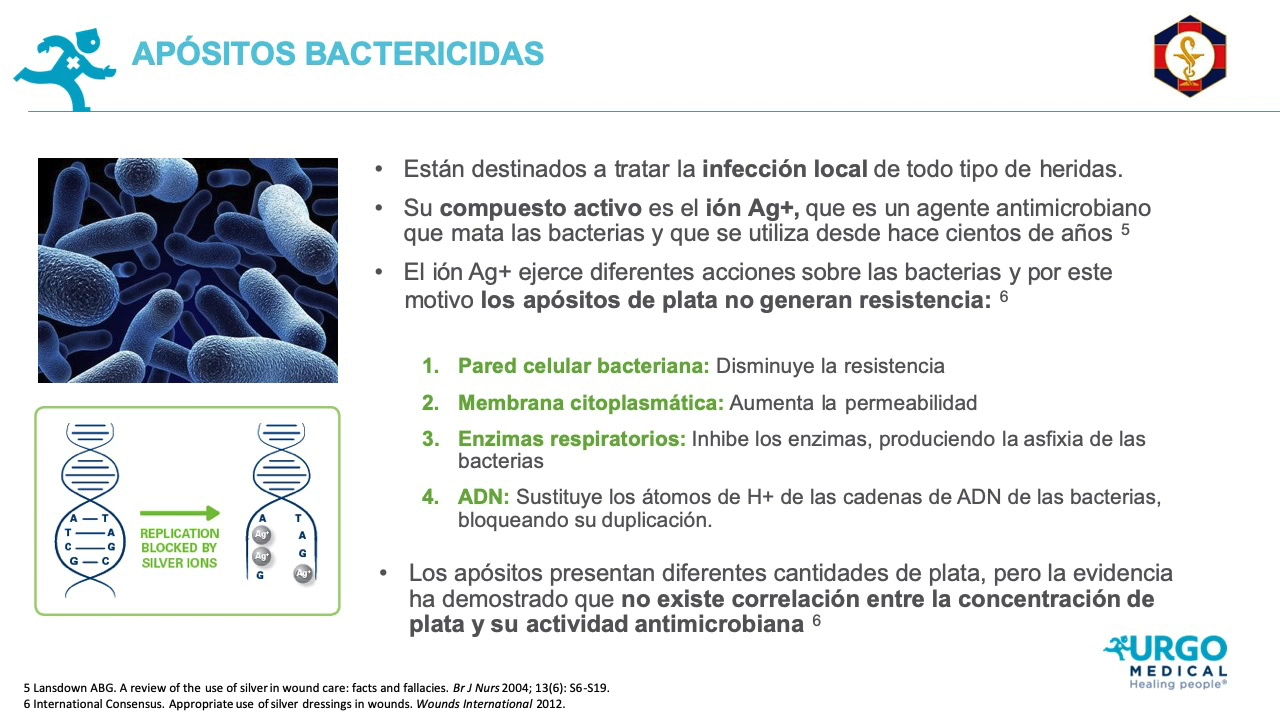 APÓSITOS BACTERICIDAS
• Están destinados a tratar la infección local de todo tipo de heridas.
• Su compuesto activo es el ión Ag+, que es un agente antimicrobiano
que mata las bacterias y que se utiliza desde hace cientos de años 5
• El ión Ag+ ejerce diferentes acciones sobre las bacterias y por este
motivo los apósitos de plata no generan resistencia: 6
1. Pared celular bacteriana: Disminuye la resistencia
2. Membrana citoplasmática: Aumenta la permeabilidad
3. Enzimas respiratorios: Inhibe los enzimas, produciendo la asfixia de las
bacterias
4. ADN: Sustituye los átomos de H+ de las cadenas de ADN de las bacterias,
bloqueando su duplicación.
• Los apósitos presentan diferentes cantidades de plata, pero la evidencia
ha demostrado que no existe correlación entre la concentración de
plata y su actividad antimicrobiana 6
A T
T A
C G
G C
REPLICATION
BLOCKED BY
SILVER IONS
A T
Ag+ A
Ag+ G
G Ag+
URGO
MEDICAL
Healing people®
5 Lansdown ABG. A review of the use of silver in wound care: facts and fallacies. Br J Nurs 2004; 13(6): S6-S19.
6 International Consensus. Appropriate use of silver dressings in wounds. Wounds International 2012.